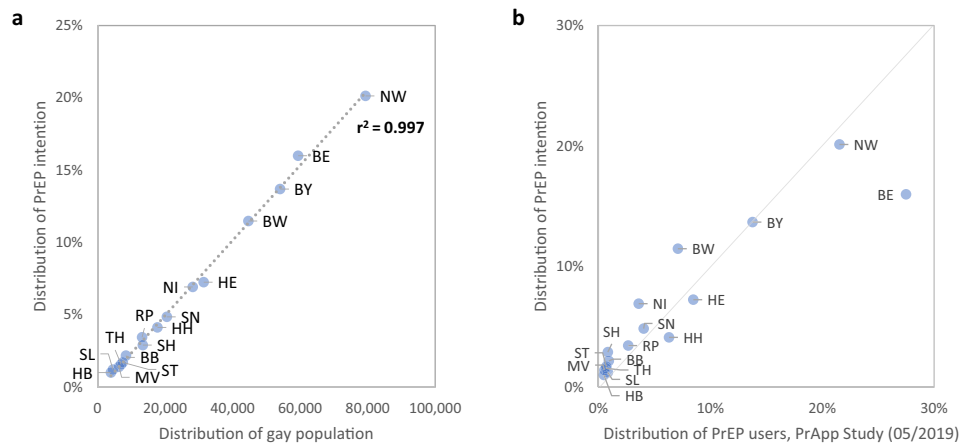 a
25%
20%
15%
10%
5%
0%
Distribution of PrEP intention
NW
r² = 0.997
BE
BY
BW
HE
NI
SN
RP
HH
TH
SH
SL
BB
ST
HB
MV
0
20,000
40,000
60,000
80,000
100,000
Distribution of gay population
b
30%
20%
10%
0%
Distribution of PrEP intention
NW
BE
BY
BW
HE
NI
SN
HH
SH
RP
ST
BB
MV
TH
SL
HB
0%
10%
20%
30%
Distribution of PrEP users, PrApp Study (05/2019)